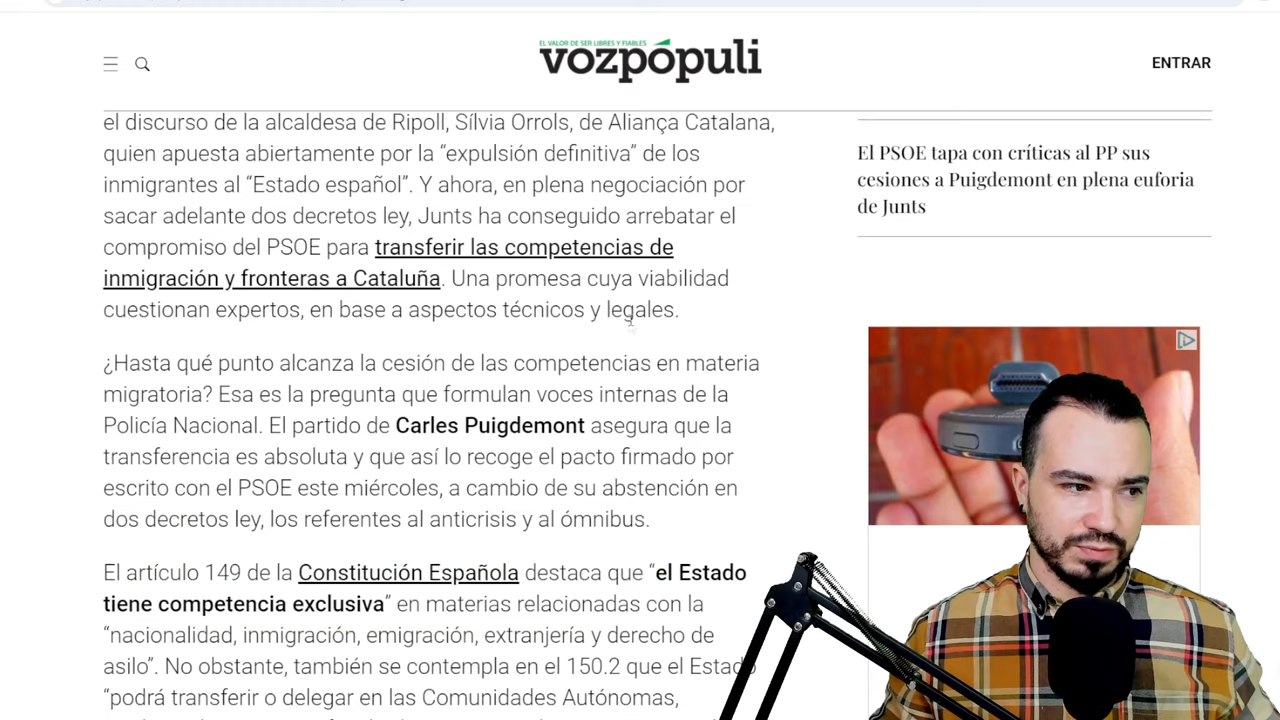 EL VALOR DE SER LIBRES Y FIABLES
vozpópuli
ENTRAR
el discurso de la alcaldesa de Ripoll, Sílvia Orrols, de Aliança Catalana,
quien apuesta abiertamente por la “expulsión definitiva” de los
inmigrantes al “Estado español”. Y ahora, en plena negociación por
sacar adelante dos decretos ley, Junts ha conseguido arrebatar el
compromiso del PSOE para transferir las competencias de
inmigración y fronteras a Cataluña. Una promesa cuya viabilidad
cuestionan expertos, en base a aspectos técnicos y legales.
¿Hasta qué punto alcanza la cesión de las competencias en materia
migratoria? Esa es la pregunta que formulan voces internas de la
Policía Nacional. El partido de Carles Puigdemont asegura que la
transferencia es absoluta y que así lo recoge el pacto firmado por
escrito con el PSOE este miércoles, a cambio de su abstención en
dos decretos ley, los referentes al anticrisis y al ómnibus.
El artículo 149 de la Constitución Española destaca que “el Estado
tiene competencia exclusiva” en materias relacionadas con la
“nacionalidad, inmigración, emigración, extranjería y derecho de
asilo”. No obstante, también se contempla en el 150.2 que el Estado
“podrá transferir o delegar en las Comunidades Autónomas,
El PSOE tapa con críticas al PP sus
cesiones a Puigdemont en plena euforia
de Junts